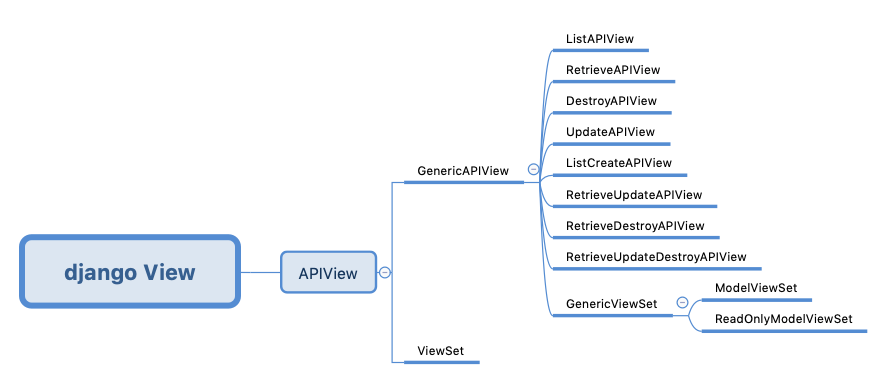 ListAPIView
RetrieveAPIView
DestroyAPIView
UpdateAPIView
GenericAPIView
ListCreateAPIView
RetrieveUpdateAPIView
RetrieveDestroyAPIView
RetrieveUpdateDestroyAPIView
django View
APIView
ModelViewSet
GenericViewSet
ReadOnlyModelViewSet
ViewSet